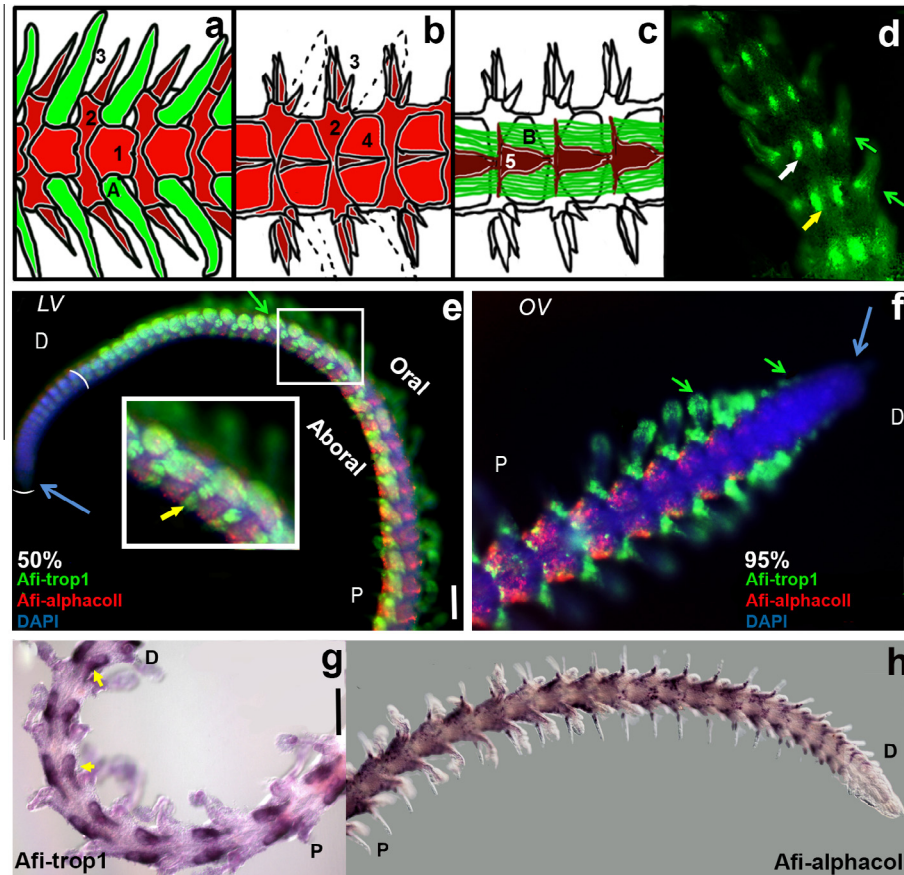 a
3
2
1
A
b
3
2
4
c
B
5
d
LV
e
D
Oral
Aboral
50%
P
Afi-trop1
Afi-alphacoll
DAPI
OV
f
D
P
95%
Afi-trop1
Afi-alphacoll
DAPI
g
D
P
Afi-trop1
h
D
P
Afi-alphacol